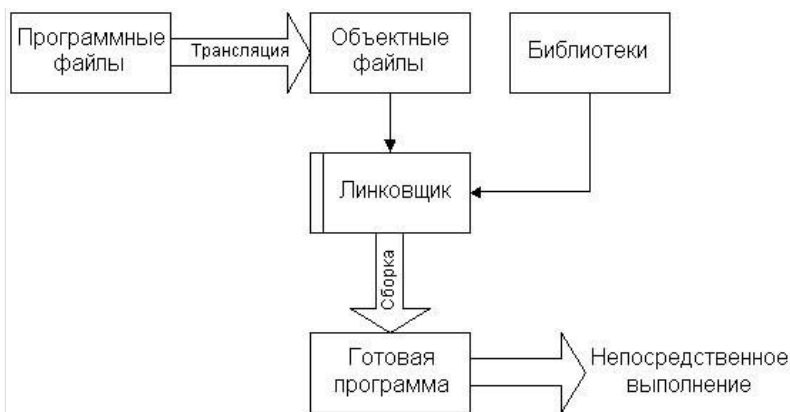 Программные
файлы
Трансляция
Объектные
файлы
Библиотеки
Линковщик
Сборка
Готовая
программа
Непосредственное
выполнение